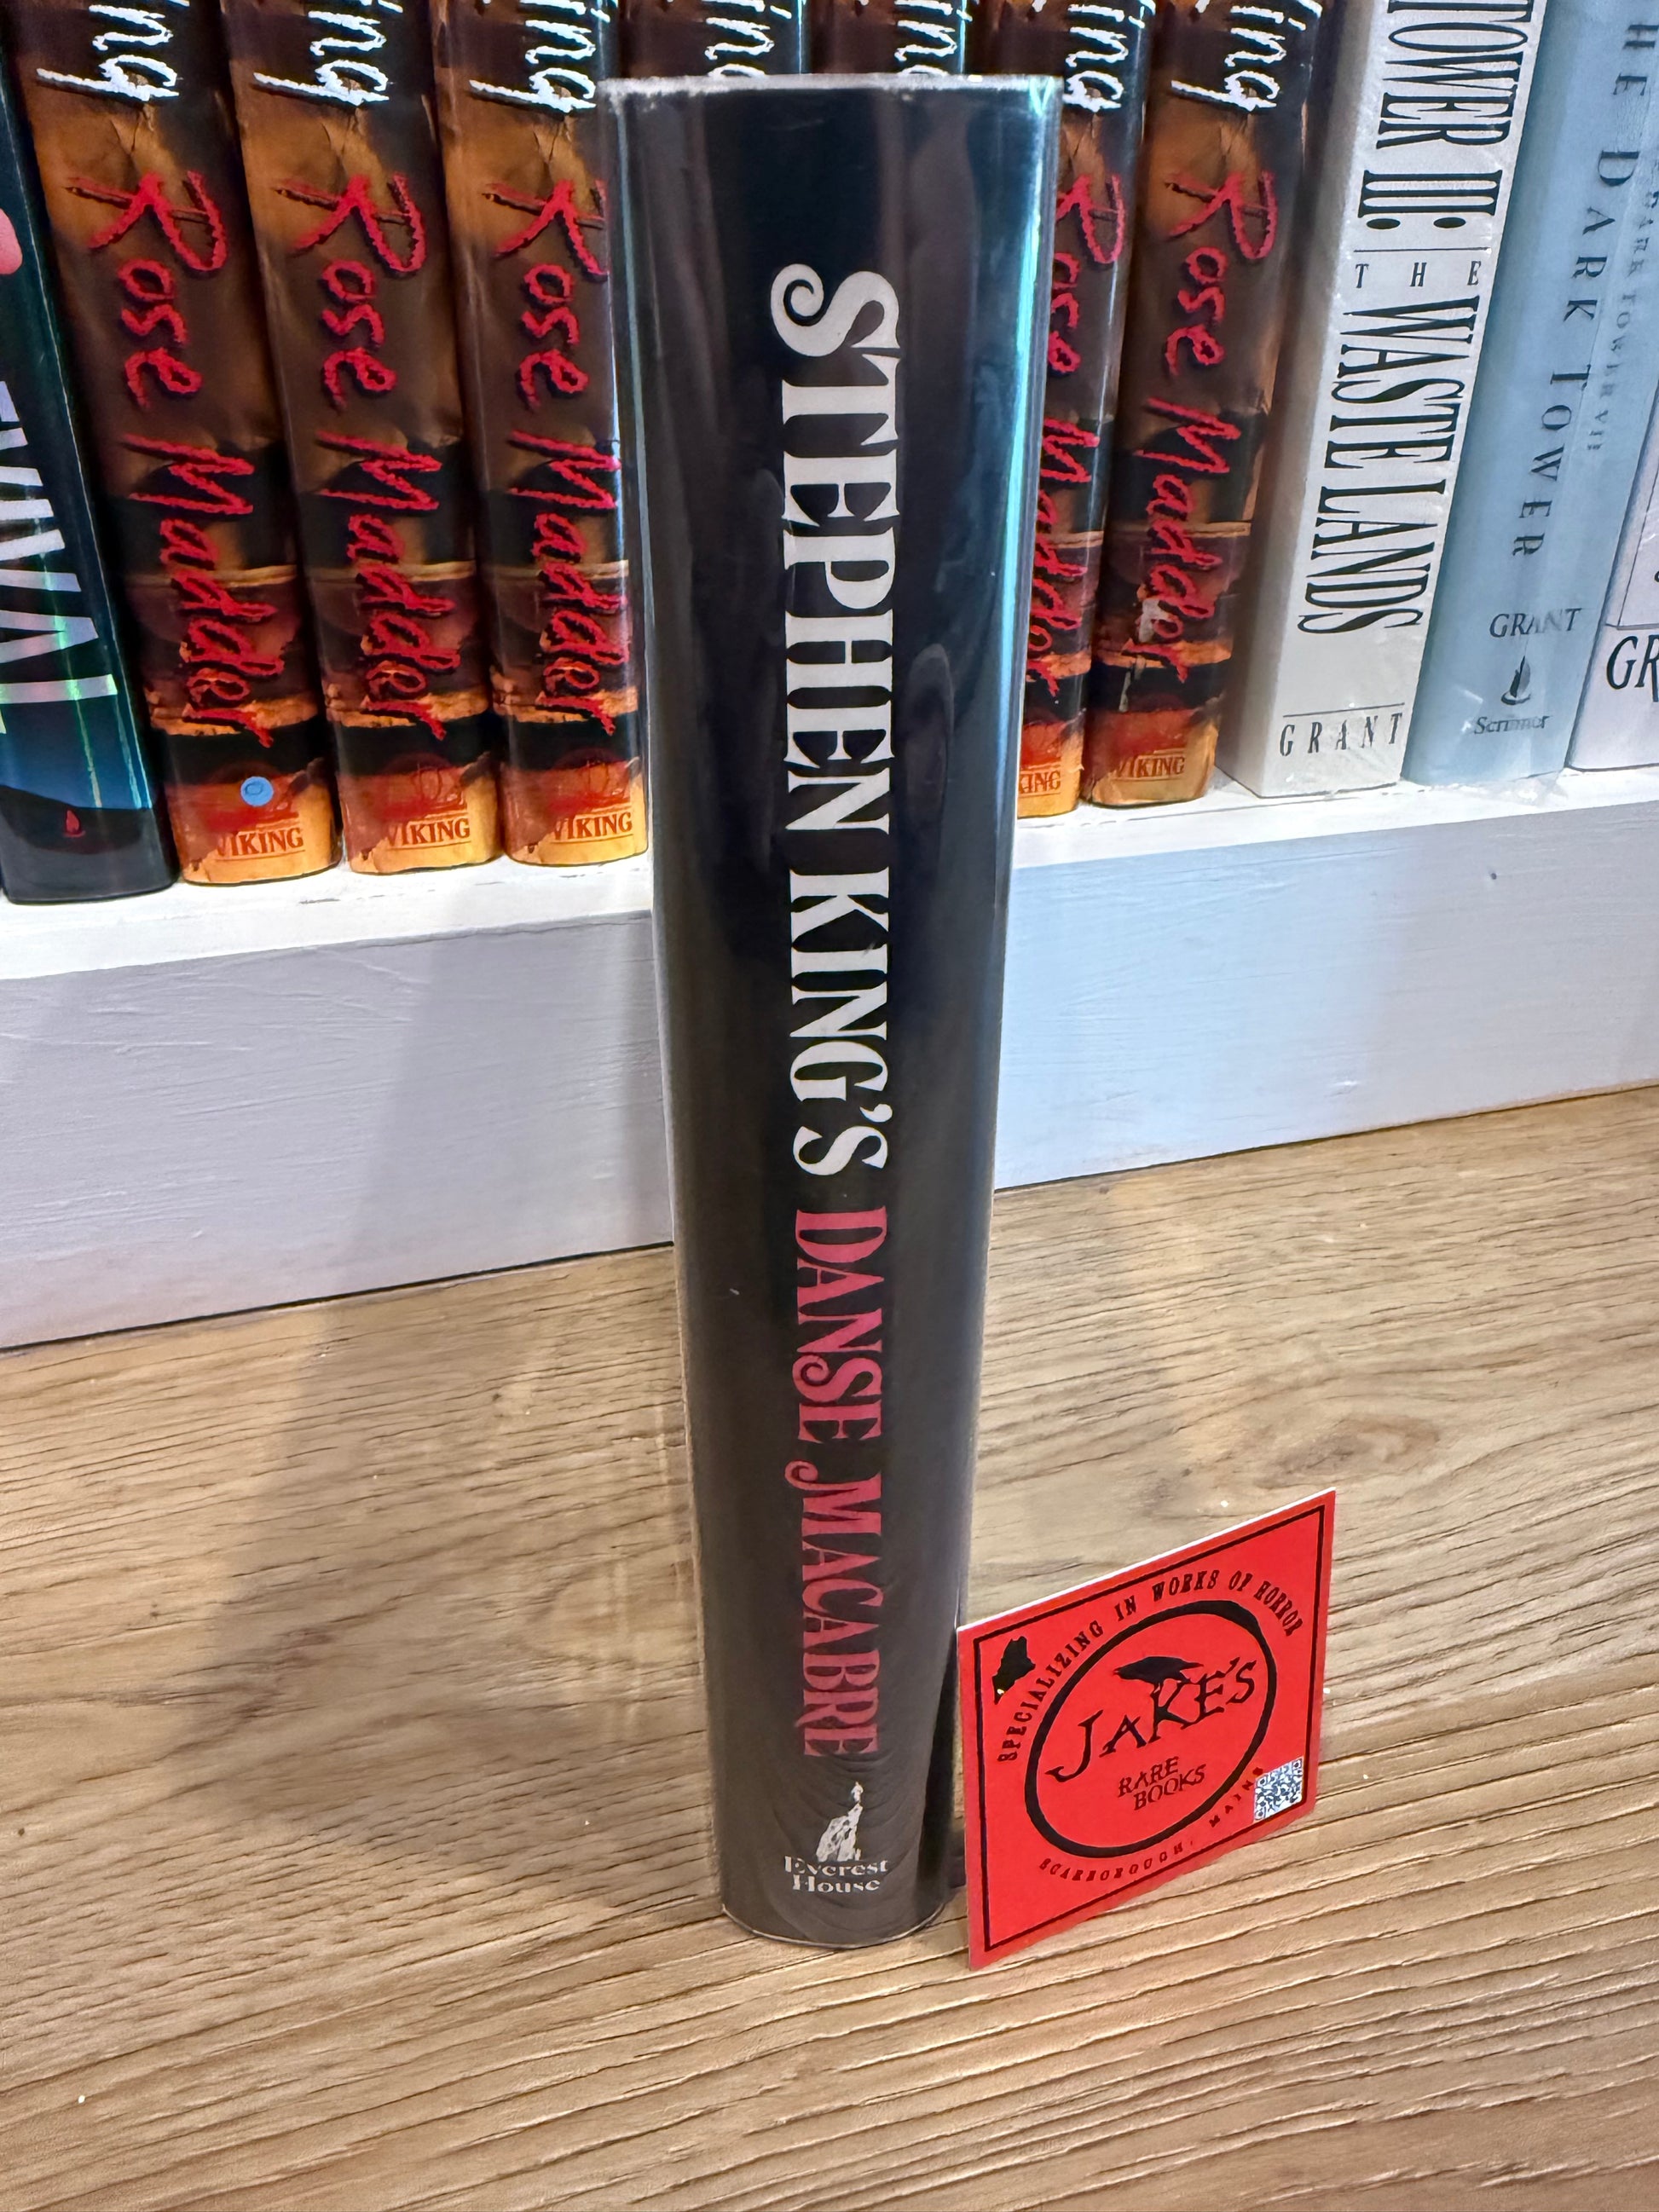 Rose Madder
VIKING
Rose Madder
VIKING
Rose Madder
VIKING
STEPHEN KING'S DANSE MACABRE
Everest
House
Rose Madder
Rose Madder
VIKING
TOWER III:
THE
WASTE LANDS
GRANT
THE DARK TOWER
GRANT
Scribner
SPECIALIZING IN WORKS OF HORROR
JAKE'S
RARE
BOOKS
SCARBOROUGH, MAINE